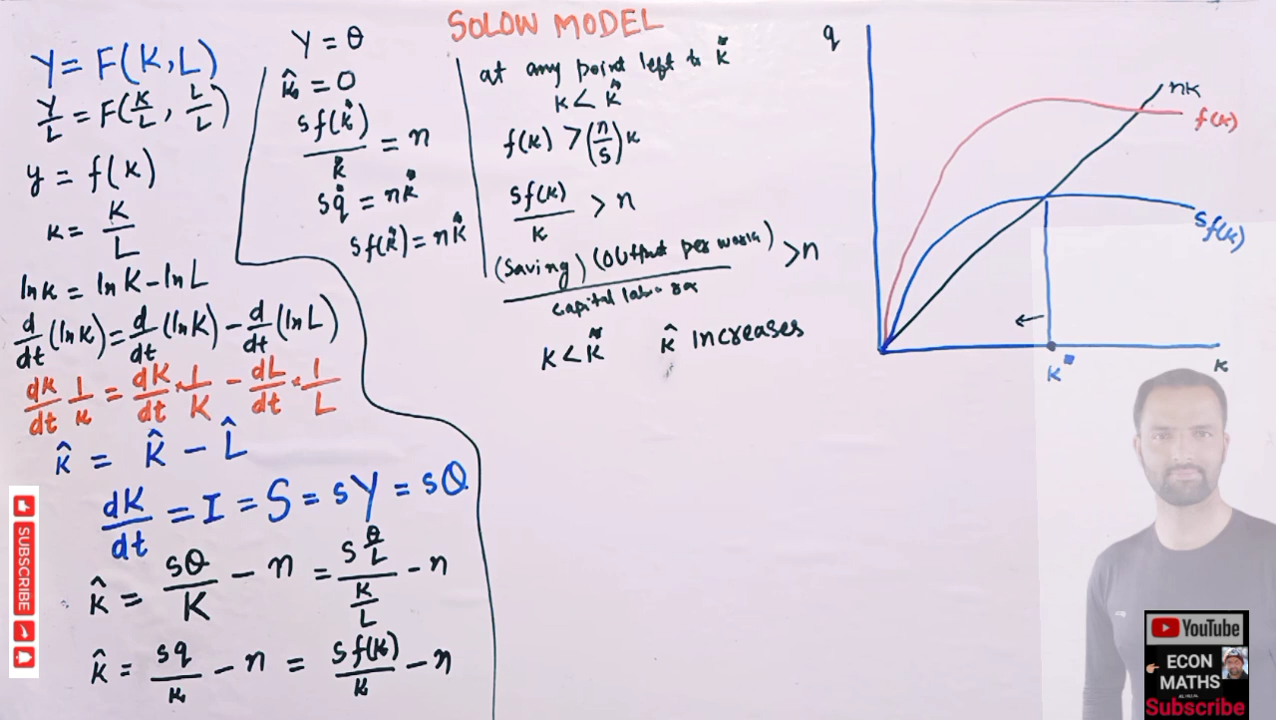 SOLOW MODEL
Y = F(K, L)
Y/L = F(K/L, L/L)
y = f(k)
k = K/L
ln k = ln K - ln L
d/dt (ln k) = d/dt (ln K) - d/dt (ln L)
dk/dt 1/k = dK/dt · 1/K - dL/dt · 1/L
k̂ = K̂ - L̂
dK/dt = I = S = sY = sQ
k̂ = sQ/K - n = s Q/L / K/L - n
k̂ = sq/k - n = sf(k)/k - n
Y = Q
k̂ = 0
sf(k*)/k* = n
sq* = nk*
sf(k*) = nk*
at any point left to k*
k < k*
f(k) > (n/s)k
sf(k)/k > n
(Saving) (Output per work) / capital labor > n
k < k* k̂ increases
q
nk
f(k)
sf(k)
←
k*
k
SUBSCRIBE
YouTube
ECON
MATHS
Subscribe